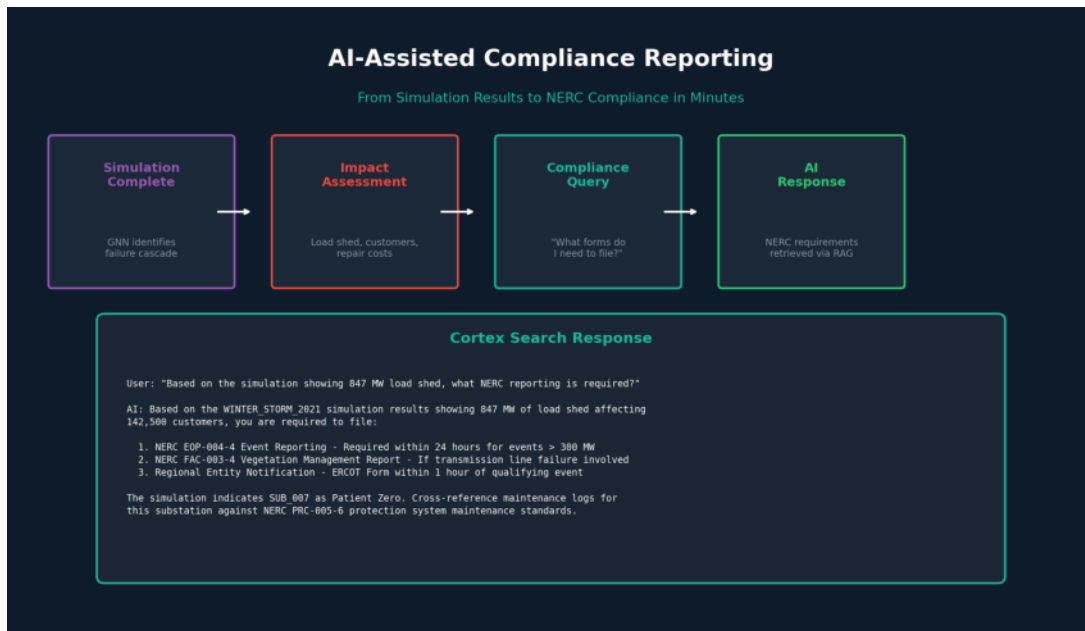 AI-Assisted Compliance Reporting
From Simulation Results to NERC Compliance in Minutes
Simulation
Complete
GNN identifies
failure cascade
Impact
Assessment
Load shed, customers,
repair costs
Compliance
Query
"What forms do
I need to file?"
AI
Response
NERC requirements
retrieved via RAG
Cortex Search Response
User: "Based on the simulation showing 847 MW load shed, what NERC reporting is required?"
AI: Based on the WINTER_STORM_2021 simulation results showing 847 MW of load shed affecting
142,500 customers, you are required to file:
1. NERC EOP-004-4 Event Reporting - Required within 24 hours for events > 300 MW
2. NERC FAC-003-4 Vegetation Management Report - If transmission line failure involved
3. Regional Entity Notification - ERCOT Form within 1 hour of qualifying event
The simulation indicates SUB_007 as Patient Zero. Cross-reference maintenance logs for
this substation against NERC PRC-005-6 protection system maintenance standards.